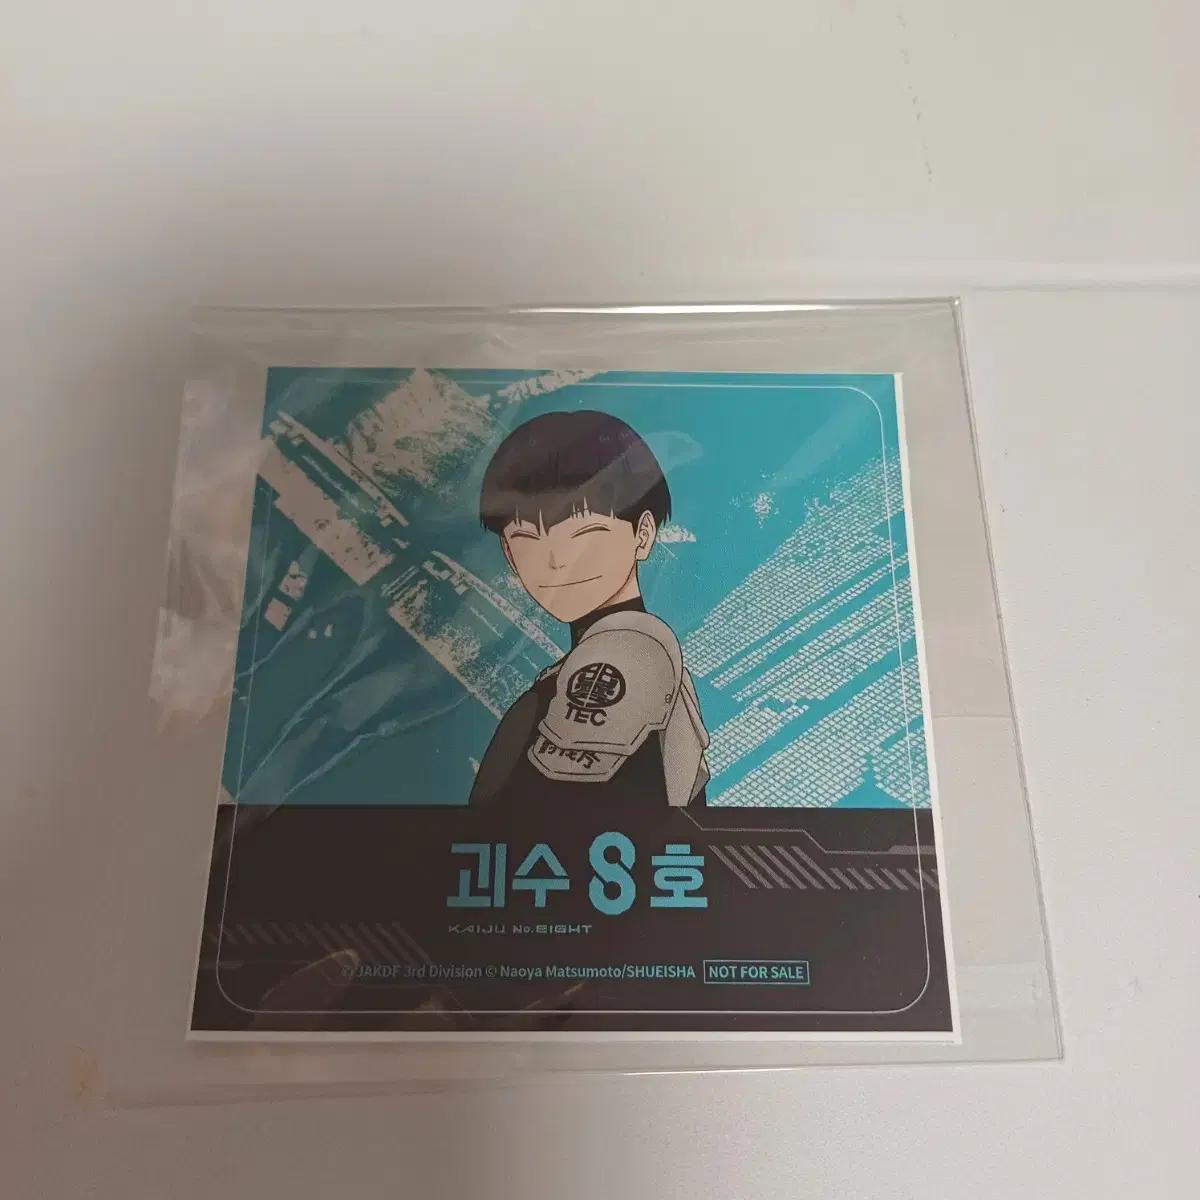 TEC
괴수 8 호
KAIJU No.EIGHT
© JAKDF 3rd Division © Naoya Matsumoto/SHUEISHA NOT FOR SALE